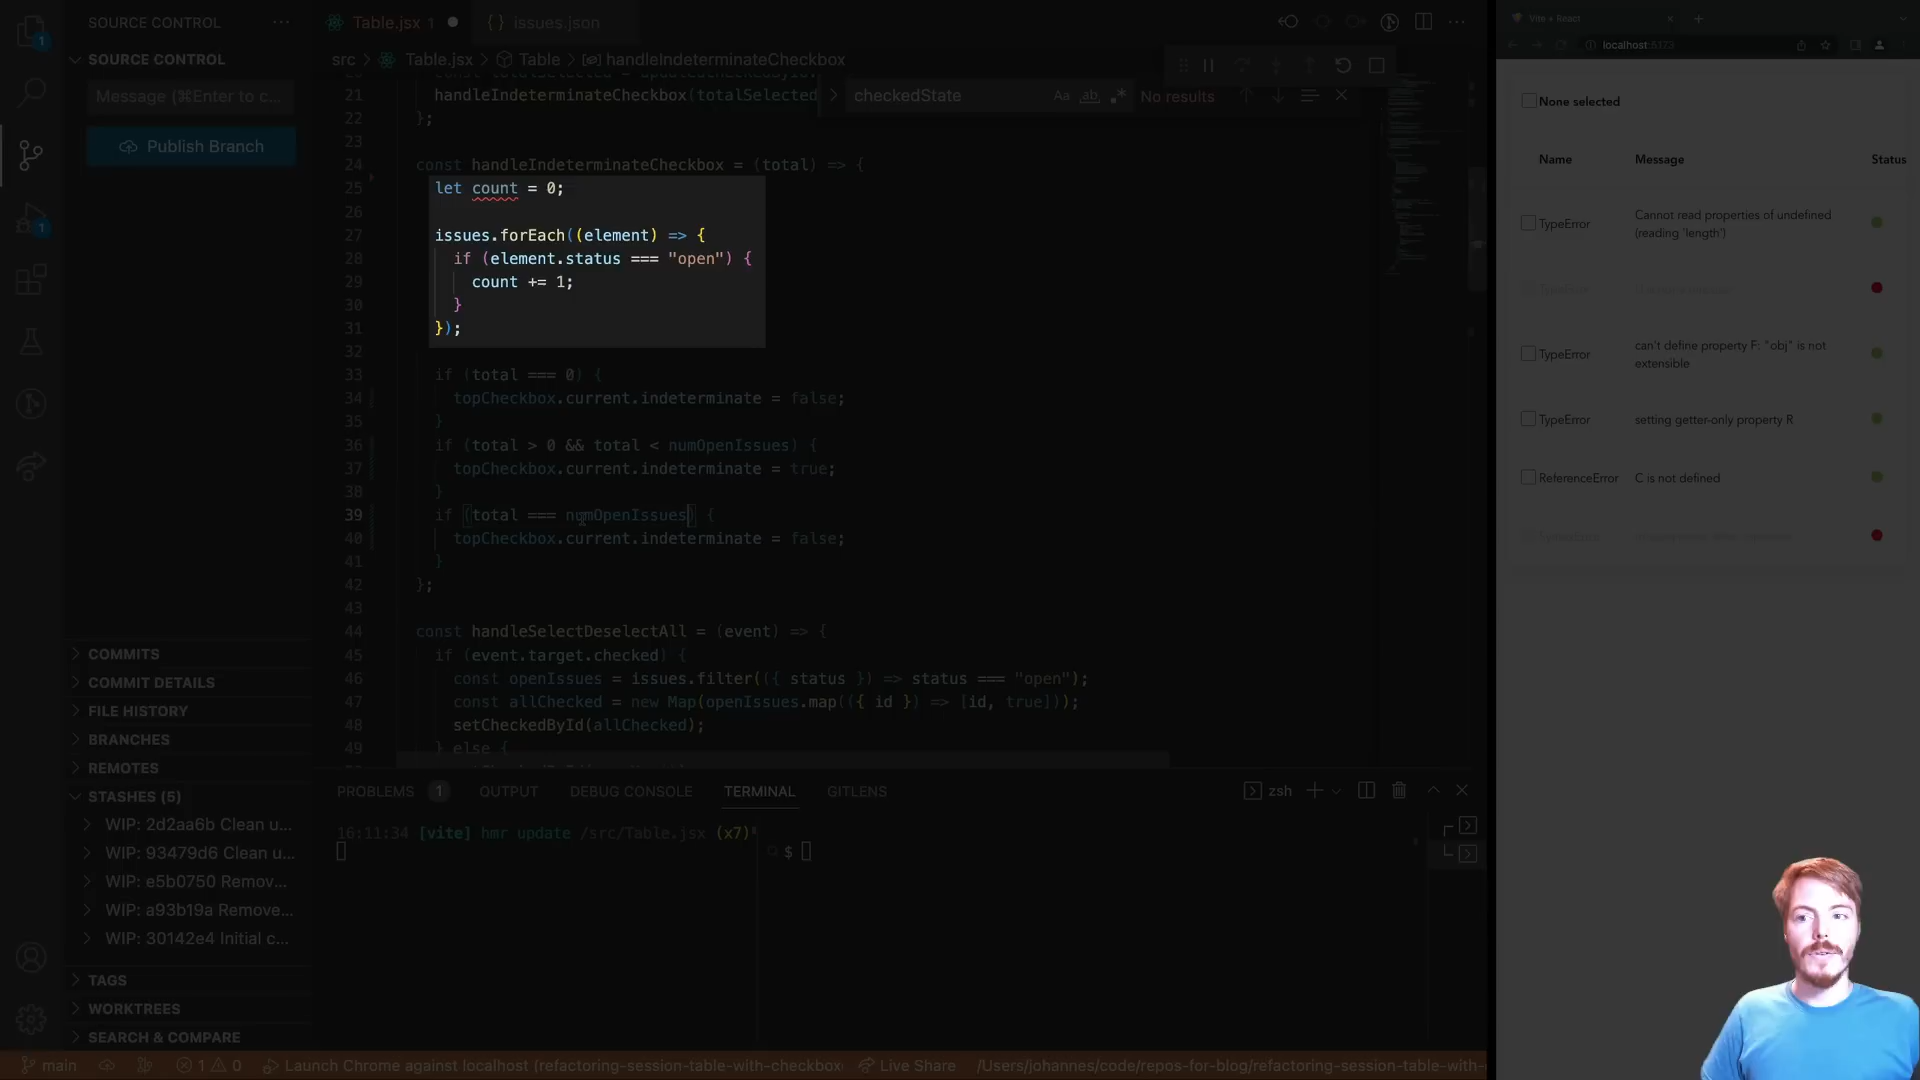 SOURCE CONTROL
Table.jsx 1
{ } issues.json
Vite + React
localhost:5173
SOURCE CONTROL
src > Table.jsx > Table > handleIndeterminateCheckbox
Message (⌘Enter to c...
Publish Branch
checkedState
Aa ab No results
21 handleIndeterminateCheckbox(totalSelected
22 };
23
24 const handleIndeterminateCheckbox = (total) => {
25 let count = 0;
26
27 issues.forEach((element) => {
28 if (element.status === "open") {
29 count += 1;
30 }
31 });
32
33 if (total === 0) {
34 topCheckbox.current.indeterminate = false;
35 }
36 if (total > 0 && total < numOpenIssues) {
37 topCheckbox.current.indeterminate = true;
38 }
39 if (total === numOpenIssues) {
40 topCheckbox.current.indeterminate = false;
41 }
42 };
43
44 const handleSelectDeselectAll = (event) => {
45 if (event.target.checked) {
46 const openIssues = issues.filter(({ status }) => status === "open");
47 const allChecked = new Map(openIssues.map(({ id }) => [id, true]));
48 setCheckedById(allChecked);
49 } else {
None selected
Name Message Status
TypeError Cannot read properties of undefined
(reading 'length')
TypeError can't define property F: "obj" is not
extensible
TypeError setting getter-only property R
ReferenceError C is not defined
COMMITS
COMMIT DETAILS
FILE HISTORY
BRANCHES
REMOTES
STASHES (5)
WIP: 2d2aa6b Clean u...
WIP: 93479d6 Clean u...
WIP: e5b0750 Remov...
WIP: a93b19a Remove...
WIP: 30142e4 Initial c...
TAGS
WORKTREES
SEARCH & COMPARE
PROBLEMS 1 OUTPUT DEBUG CONSOLE TERMINAL GITLENS
zsh
16:11:34 [vite] hmr update /src/Table.jsx (x7)
$
main 1 0 Launch Chrome against localhost (refactoring-session-table-with-checkbox Live Share /Users/johannes/code/repos-for-blog/refactoring-session-table-with-